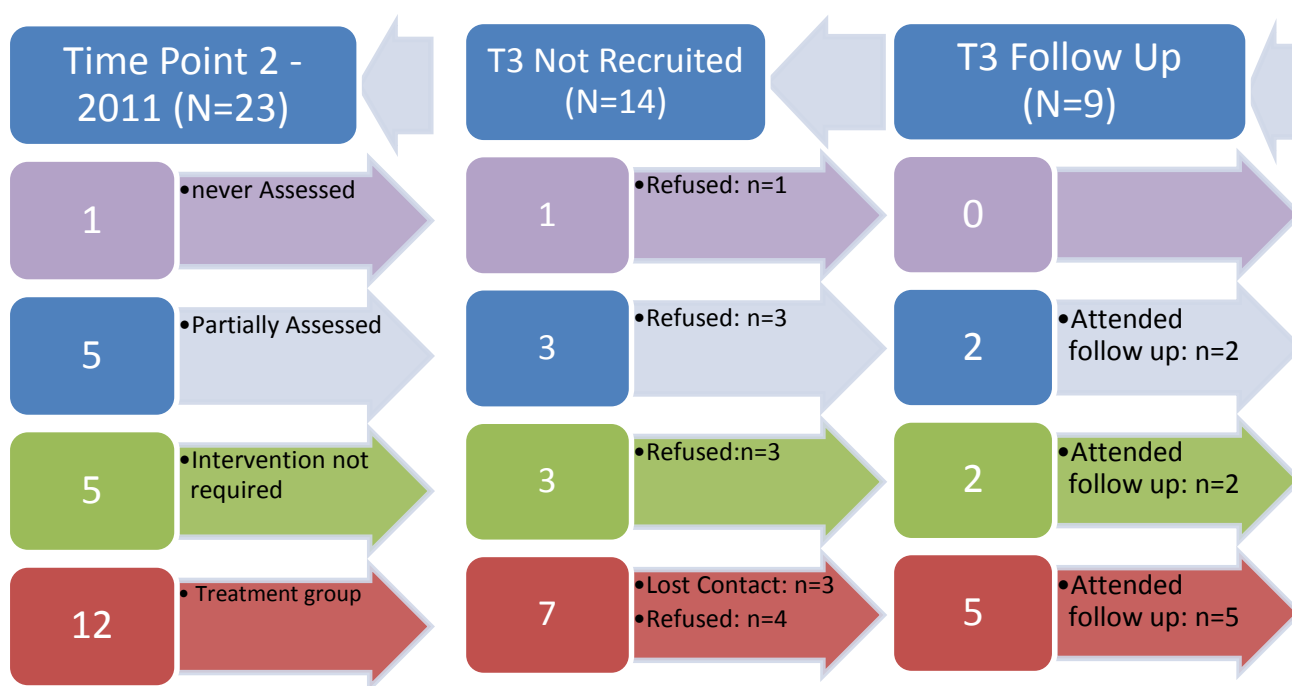 Time Point 2 -
2011 (N=23)
T3 Not Recruited
(N=14)
T3 Follow Up
(N=9)
1
•never Assessed
1
•Refused: n=1
0
5
•Partially Assessed
3
•Refused: n=3
2
•Attended
follow up: n=2
5
•Intervention not
required
3
•Refused:n=3
2
•Attended
follow up: n=2
12
• Treatment group
7
•Lost Contact: n=3
•Refused: n=4
5
•Attended
follow up: n=5